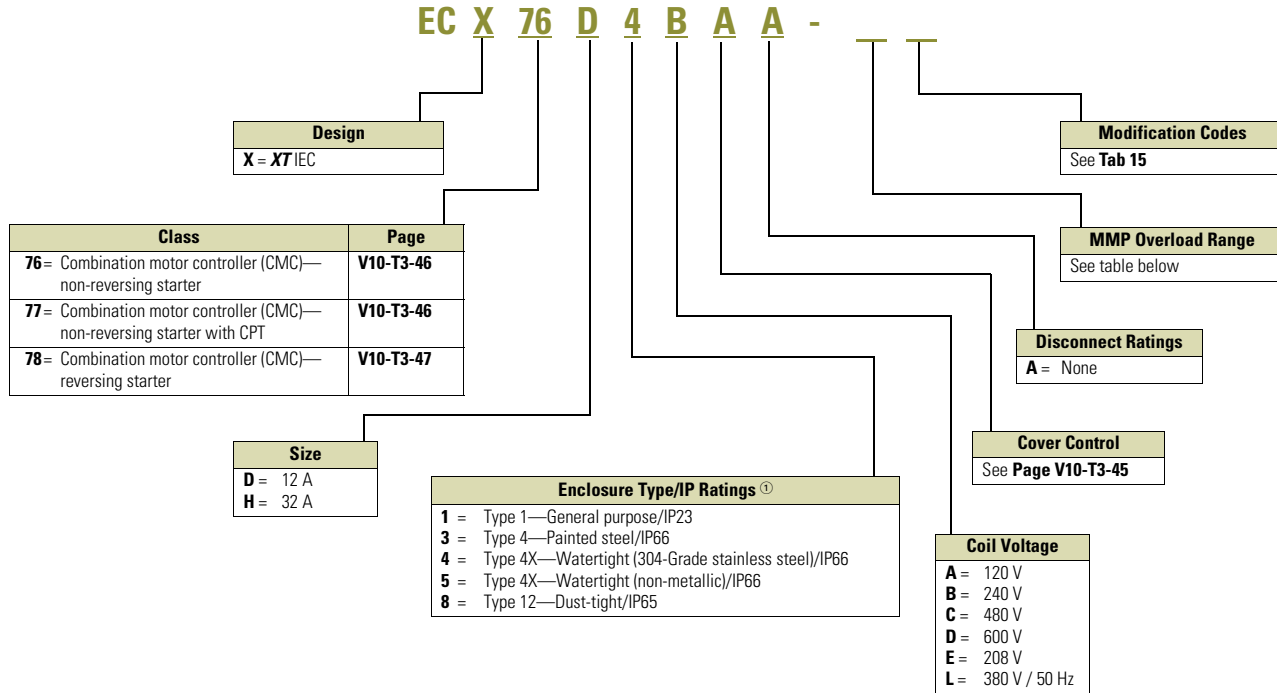 EC X 76 D 4 B A A -
Design
X = XT IEC
Modification Codes
See Tab 15
Class Page
76 = Combination motor controller (CMC)— V10-T3-46
non-reversing starter
77 = Combination motor controller (CMC)— V10-T3-46
non-reversing starter with CPT
78 = Combination motor controller (CMC)— V10-T3-47
reversing starter
MMP Overload Range
See table below
Disconnect Ratings
A = None
Size
D = 12 A
H = 32 A
Cover Control
See Page V10-T3-45
Enclosure Type/IP Ratings ①
1 = Type 1—General purpose/IP23
3 = Type 4—Painted steel/IP66
4 = Type 4X—Watertight (304-Grade stainless steel)/IP66
5 = Type 4X—Watertight (non-metallic)/IP66
8 = Type 12—Dust-tight/IP65
Coil Voltage
A = 120 V
B = 240 V
C = 480 V
D = 600 V
E = 208 V
L = 380 V / 50 Hz